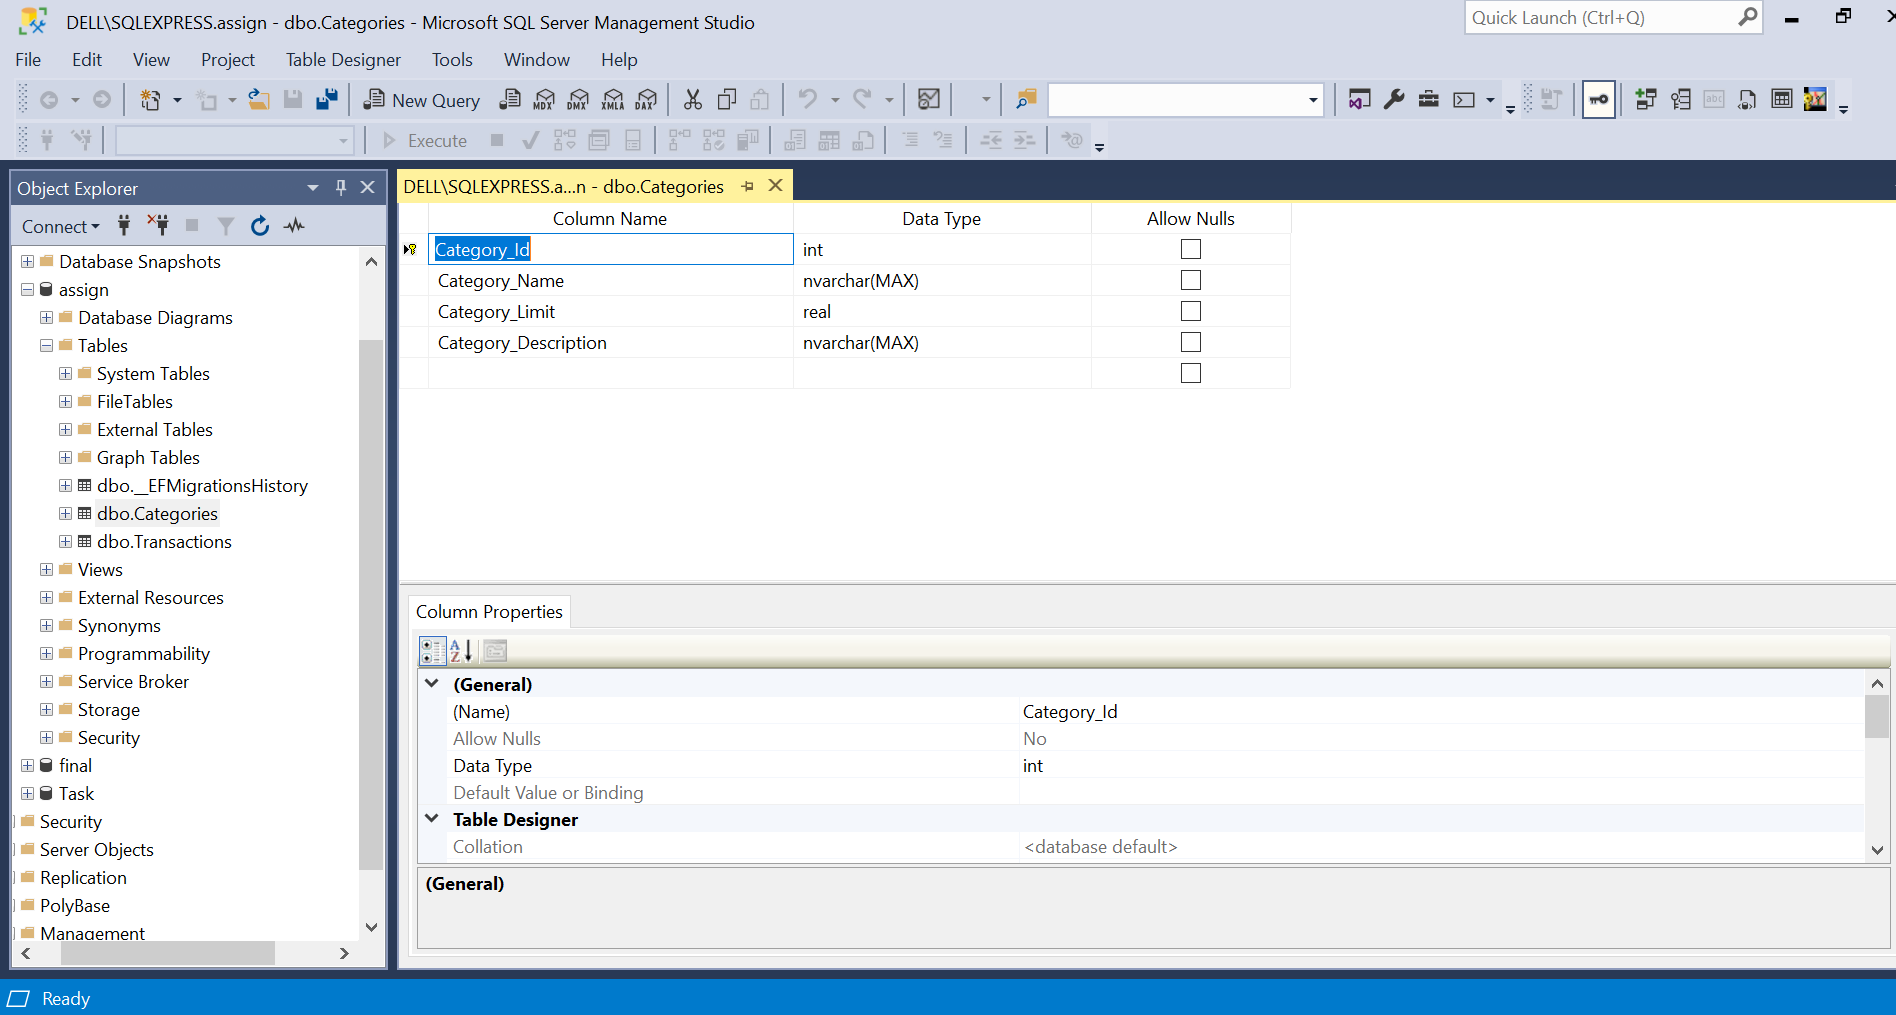 DELL\SQLEXPRESS.assign - dbo.Categories - Microsoft SQL Server Management Studio
Quick Launch (Ctrl+Q)
File Edit View Project Table Designer Tools Window Help
New Query MDX DMX XMLA DAX abc
Execute
Object Explorer
Connect
Database Snapshots
assign
Database Diagrams
Tables
System Tables
FileTables
External Tables
Graph Tables
dbo.__EFMigrationsHistory
dbo.Categories
dbo.Transactions
Views
External Resources
Synonyms
Programmability
Service Broker
Storage
Security
final
Task
Security
Server Objects
Replication
PolyBase
Management
DELL\SQLEXPRESS.a...n - dbo.Categories
Column Name Data Type Allow Nulls
Category_Id int
Category_Name nvarchar(MAX)
Category_Limit real
Category_Description nvarchar(MAX)
Column Properties
A Z
(General)
(Name) Category_Id
Allow Nulls No
Data Type int
Default Value or Binding
Table Designer
Collation <database default>
(General)
Ready